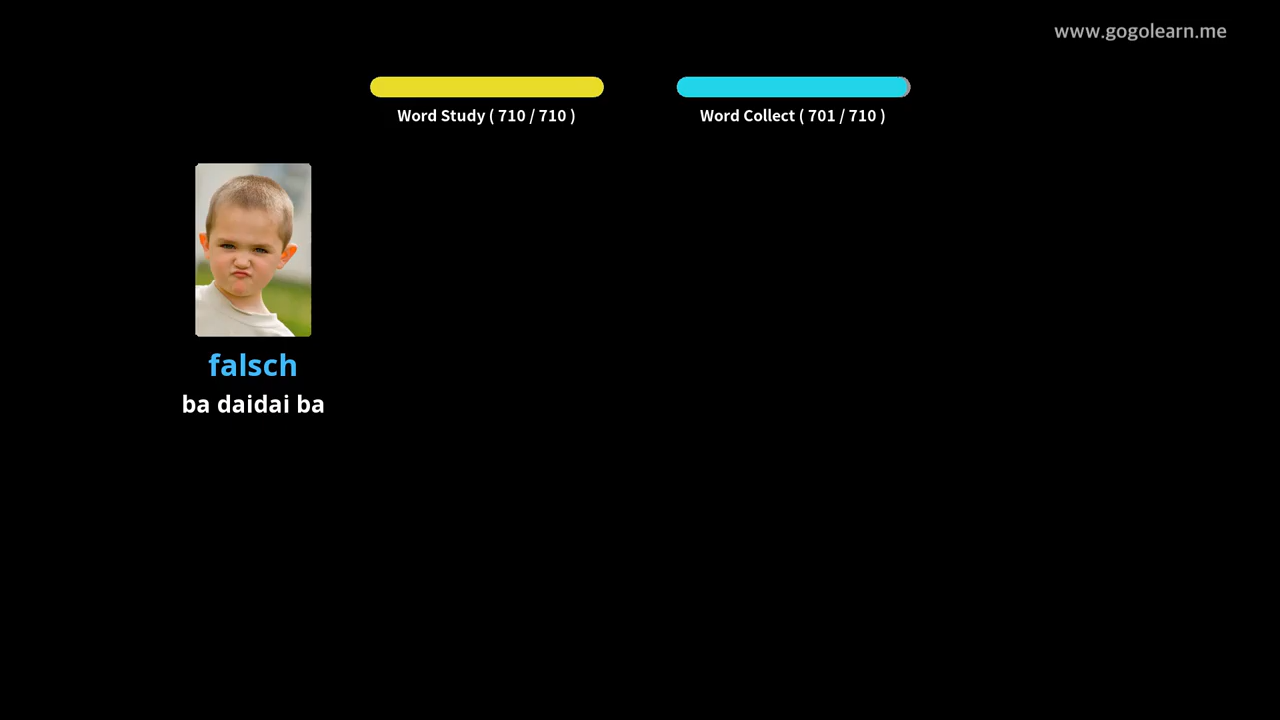 www.gogolearn.me
Word Study ( 710 / 710 )
Word Collect ( 701 / 710 )
falsch
ba daidai ba